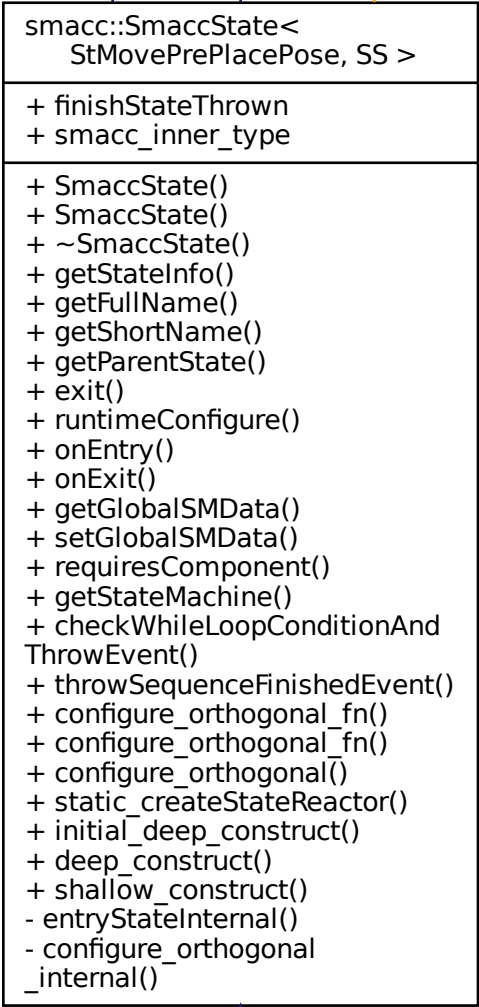 smacc::SmaccState<
StMovePrePlacePose, SS >
+ finishStateThrown
+ smacc_inner_type
+ SmaccState()
+ SmaccState()
+ ~SmaccState()
+ getStateInfo()
+ getFullName()
+ getShortName()
+ getParentState()
+ exit()
+ runtimeConfigure()
+ onEntry()
+ onExit()
+ getGlobalSMData()
+ setGlobalSMData()
+ requiresComponent()
+ getStateMachine()
+ checkWhileLoopConditionAnd
ThrowEvent()
+ throwSequenceFinishedEvent()
+ configure_orthogonal_fn()
+ configure_orthogonal_fn()
+ configure_orthogonal()
+ static_createStateReactor()
+ initial_deep_construct()
+ deep_construct()
+ shallow_construct()
- entryStateInternal()
- configure_orthogonal
_internal()